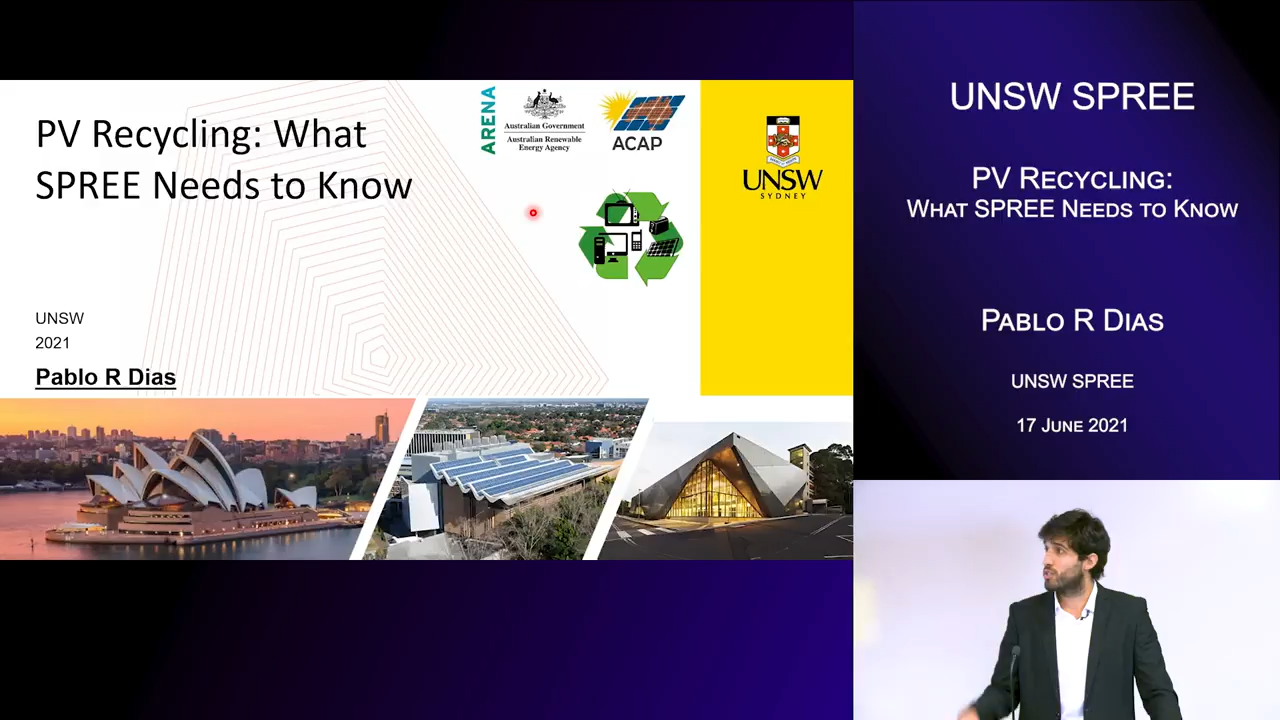 PV Recycling: What
SPREE Needs to Know
ARENA
Australian Government
Australian Renewable
Energy Agency
ACAP
UNSW
SYDNEY
UNSW
2021
Pablo R Dias
UNSW SPREE
PV Recycling:
What SPREE Needs to Know
Pablo R Dias
UNSW SPREE
17 June 2021